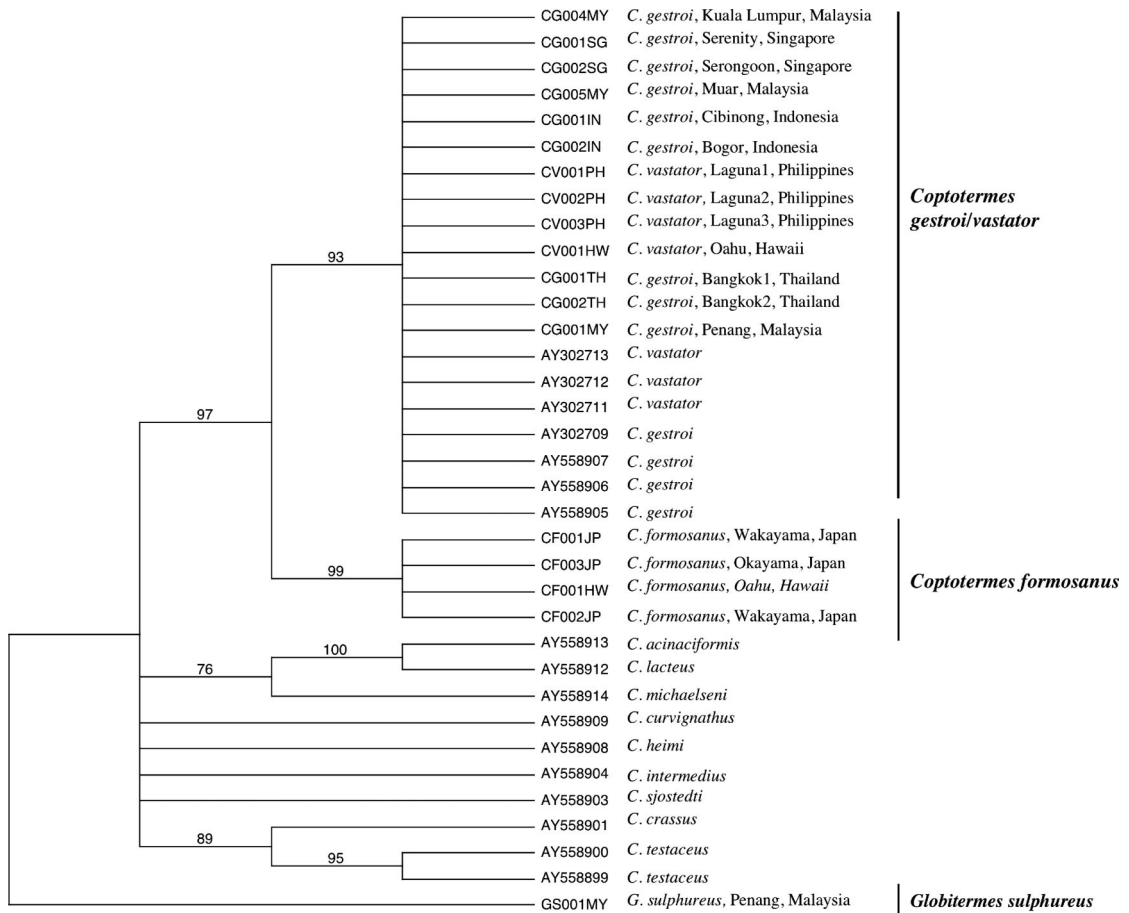 CG004MY C. gestroi, Kuala Lumpur, Malaysia
CG001SG C. gestroi, Serenity, Singapore
CG002SG C. gestroi, Serongoon, Singapore
CG005MY C. gestroi, Muar, Malaysia
CG001IN C. gestroi, Cibinong, Indonesia
CG002IN C. gestroi, Bogor, Indonesia
CV001PH C. vastator, Laguna1, Philippines
CV002PH C. vastator, Laguna2, Philippines
Coptotermes
gestroi/vastator
CV003PH C. vastator, Laguna3, Philippines
CV001HW C. vastator, Oahu, Hawaii
93
CG001TH C. gestroi, Bangkok1, Thailand
CG002TH C. gestroi, Bangkok2, Thailand
CG001MY C. gestroi, Penang, Malaysia
AY302713 C. vastator
AY302712 C. vastator
AY302711 C. vastator
97
AY302709 C. gestroi
AY558907 C. gestroi
AY558906 C. gestroi
AY558905 C. gestroi
CF001JP C. formosanus, Wakayama, Japan
CF003JP C. formosanus, Okayama, Japan
99
Coptotermes formosanus
CF001HW C. formosanus, Oahu, Hawaii
CF002JP C. formosanus, Wakayama, Japan
AY558913 C. acinaciformis
100
AY558912 C. lacteus
76
AY558914 C. michaelseni
AY558909 C. curvignathus
AY558908 C. heimi
AY558904 C. intermedius
AY558903 C. sjostedti
AY558901 C. crassus
89
AY558900 C. testaceus
95
AY558899 C. testaceus
GS001MY G. sulphureus, Penang, Malaysia
Globitermes sulphureus